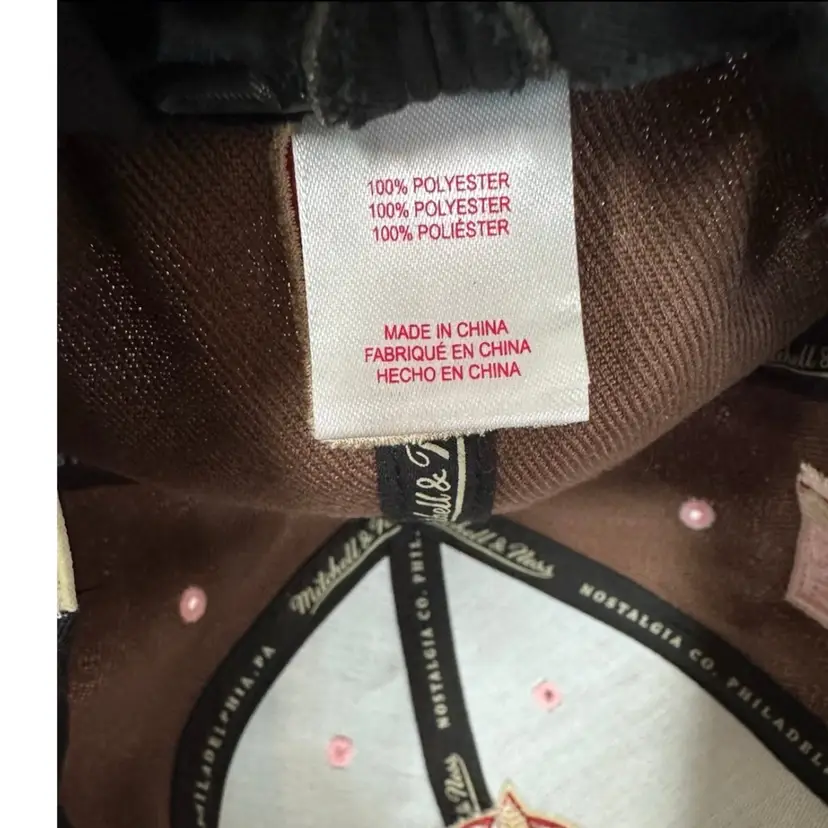 100% POLYESTER
100% POLYESTER
100% POLIÉSTER
MADE IN CHINA
FABRIQUÉ EN CHINA
HECHO EN CHINA
Mitchell & Ness
NOSTALGIA CO. PHILADELPHIA
Mitchell & Ness
PHILADELPHIA, PA
NOSTALGIA CO. PHIL